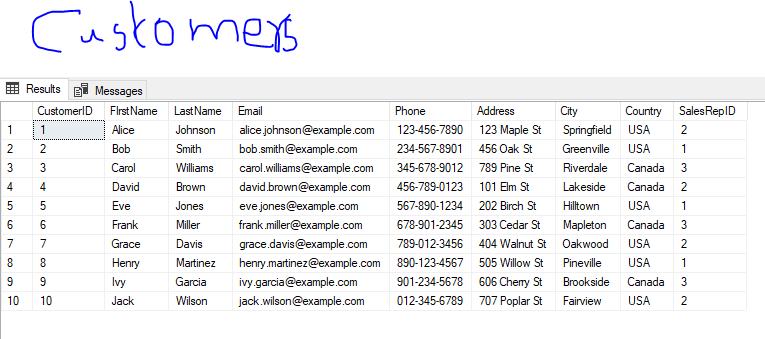 Customers
Results Messages
CustomerID FIrstName LastName Email Phone Address City Country SalesRepID
1 1 Alice Johnson alice.johnson@example.com 123-456-7890 123 Maple St Springfield USA 2
2 2 Bob Smith bob.smith@example.com 234-567-8901 456 Oak St Greenville USA 1
3 3 Carol Williams carol.williams@example.com 345-678-9012 789 Pine St Riverdale Canada 3
4 4 David Brown david.brown@example.com 456-789-0123 101 Elm St Lakeside Canada 2
5 5 Eve Jones eve.jones@example.com 567-890-1234 202 Birch St Hilltown USA 1
6 6 Frank Miller frank.miller@example.com 678-901-2345 303 Cedar St Mapleton Canada 3
7 7 Grace Davis grace.davis@example.com 789-012-3456 404 Walnut St Oakwood USA 2
8 8 Henry Martinez henry.martinez@example.com 890-123-4567 505 Willow St Pineville USA 1
9 9 Ivy Garcia ivy.garcia@example.com 901-234-5678 606 Cherry St Brookside Canada 3
10 10 Jack Wilson jack.wilson@example.com 012-345-6789 707 Poplar St Fairview USA 2